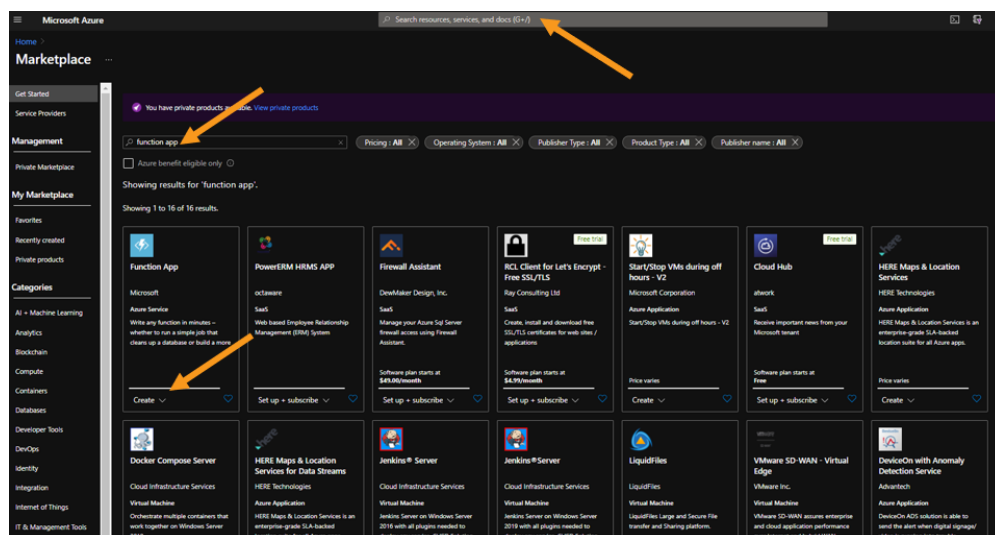 Microsoft Azure
Search resources, services, and docs (G+/)
Home >
Marketplace ...
Get Started
Service Providers
Management
Private Marketplace
My Marketplace
Favorites
Recently created
Private products
Categories
AI + Machine Learning
Analytics
Blockchain
Compute
Containers
Databases
Developer Tools
DevOps
Identity
Integration
Internet of Things
IT & Management Tools
You have private products available. View private products
function app
Pricing : All
Operating System : All
Publisher Type : All
Product Type : All
Publisher name : All
Azure benefit eligible only
Showing results for 'function app'.
Showing 1 to 16 of 16 results.
Function App
Microsoft
Azure Service
Write any function in minutes –
whether to run a simple job that
cleans up a database or build a more
Create
PowerERM HRMS APP
octaware
SaaS
Web based Employee Relationship
Management (ERM) System
Set up + subscribe
Firewall Assistant
DewMaker Design, Inc.
SaaS
Manage your Azure Sql Server
firewall access using Firewall
Assistant.
Software plan starts at
$49.00/month
Set up + subscribe
Free trial
RCL Client for Let's Encrypt -
Free SSL/TLS
Ray Consulting Ltd
SaaS
Create, install and download free
SSL/TLS certificates for web sites /
applications
Software plan starts at
$4.99/month
Set up + subscribe
Start/Stop VMs during off
hours - V2
Microsoft Corporation
Azure Application
Start/Stop VMs during off hours - V2
Price varies
Create
Free trial
Cloud Hub
atwork
SaaS
Receive important news from your
Microsoft tenant
Software plan starts at
Free
Set up + subscribe
here
HERE Maps & Location
Services
HERE Technologies
Azure Application
HERE Maps & Location Services is an
enterprise-grade SLA-backed
location suite for all Azure apps.
Price varies
Create
Docker Compose Server
Cloud Infrastructure Services
Virtual Machine
Orchestrate multiple containers that
work together on Windows Server
2019
here
HERE Maps & Location
Services for Data Streams
HERE Technologies
Azure Application
HERE Maps & Location Services is an
enterprise-grade SLA-backed
Jenkins® Server
Cloud Infrastructure Services
Virtual Machine
Jenkins Server on Windows Server
2016 with all plugins needed to
Jenkins®Server
Cloud Infrastructure Services
Virtual Machine
Jenkins Server on Windows Server
2019 with all plugins needed to
LiquidFiles
LiquidFiles
Virtual Machine
LiquidFiles Large and Secure File
transfer and Sharing platform.
vmware
VMware SD-WAN - Virtual
Edge
VMware Inc.
Virtual Machine
VMware SD-WAN assures enterprise
and cloud application performance
DeviceOn with Anomaly
Detection Service
Advantech
Azure Application
DeviceOn ADS solution is able to
send the alert when digital signage/